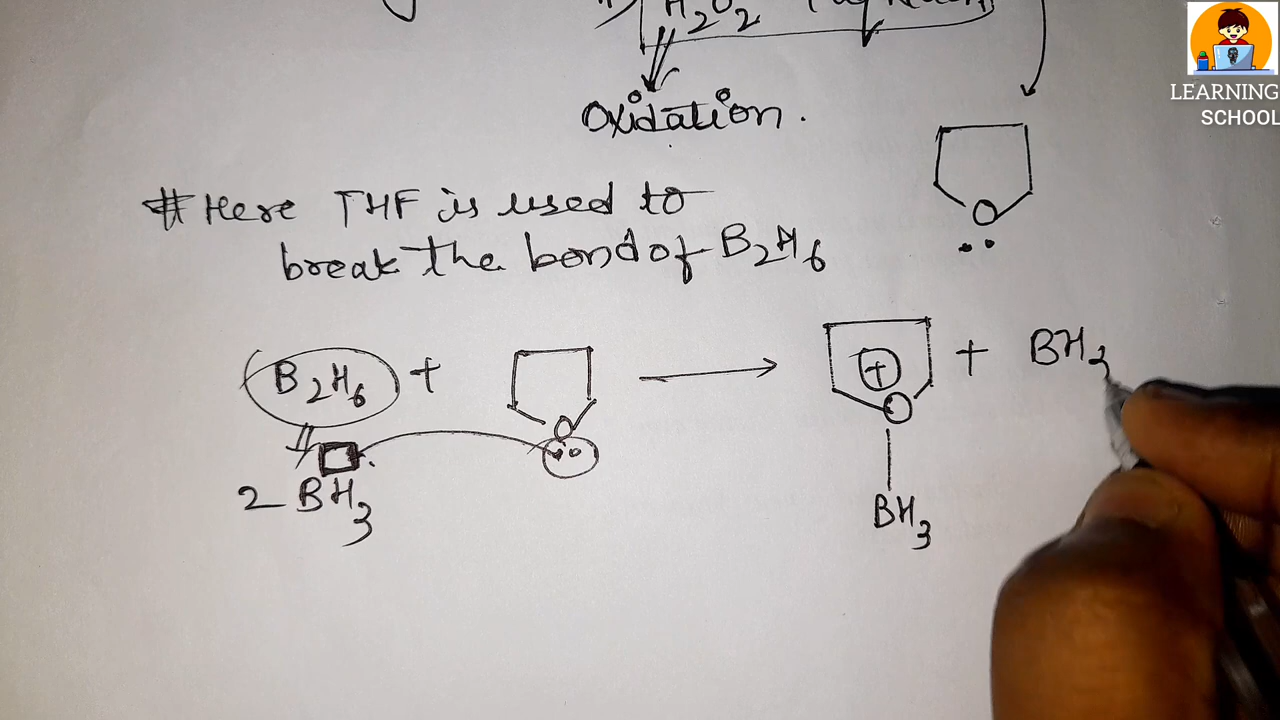 H2O2
LEARNING
SCHOOL
Oxidation.
# Here THF is used to
break the bond of B2H6
B2H6 + O → O + BH3
2 BH3
BH3